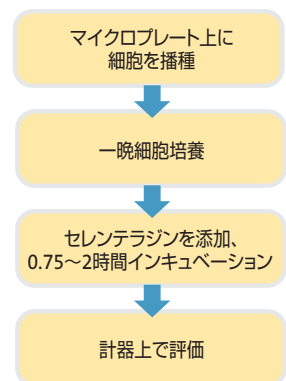 マイクロプレート上に
細胞を播種
一晩細胞培養
セレンテラジンを添加、
0.75～2時間インキュベーション
計器上で評価